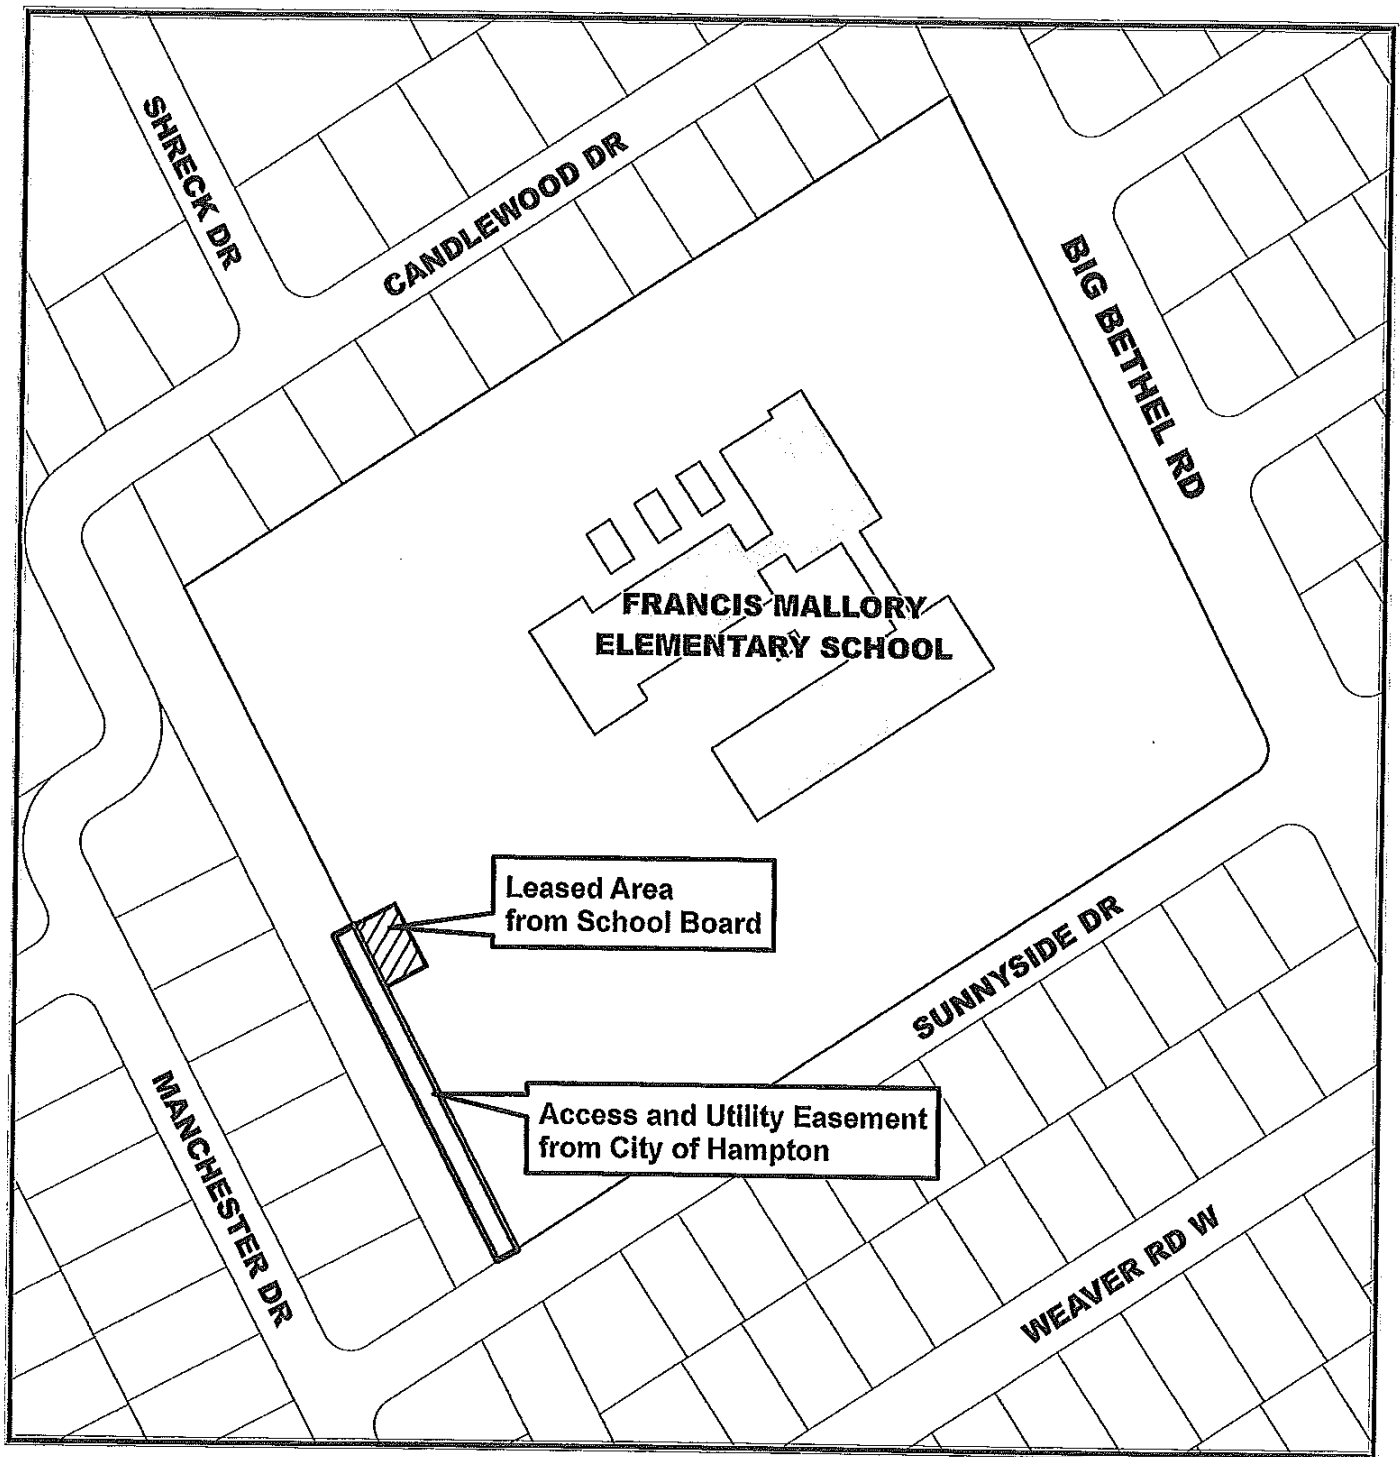 SHRECK DR
CANDLEWOOD DR
BIG BETHEL RD
FRANCIS MALLORY
ELEMENTARY SCHOOL
Leased Area
from School Board
SUNNYSIDE DR
Access and Utility Easement
from City of Hampton
MANCHESTER DR
WEAVER RD W